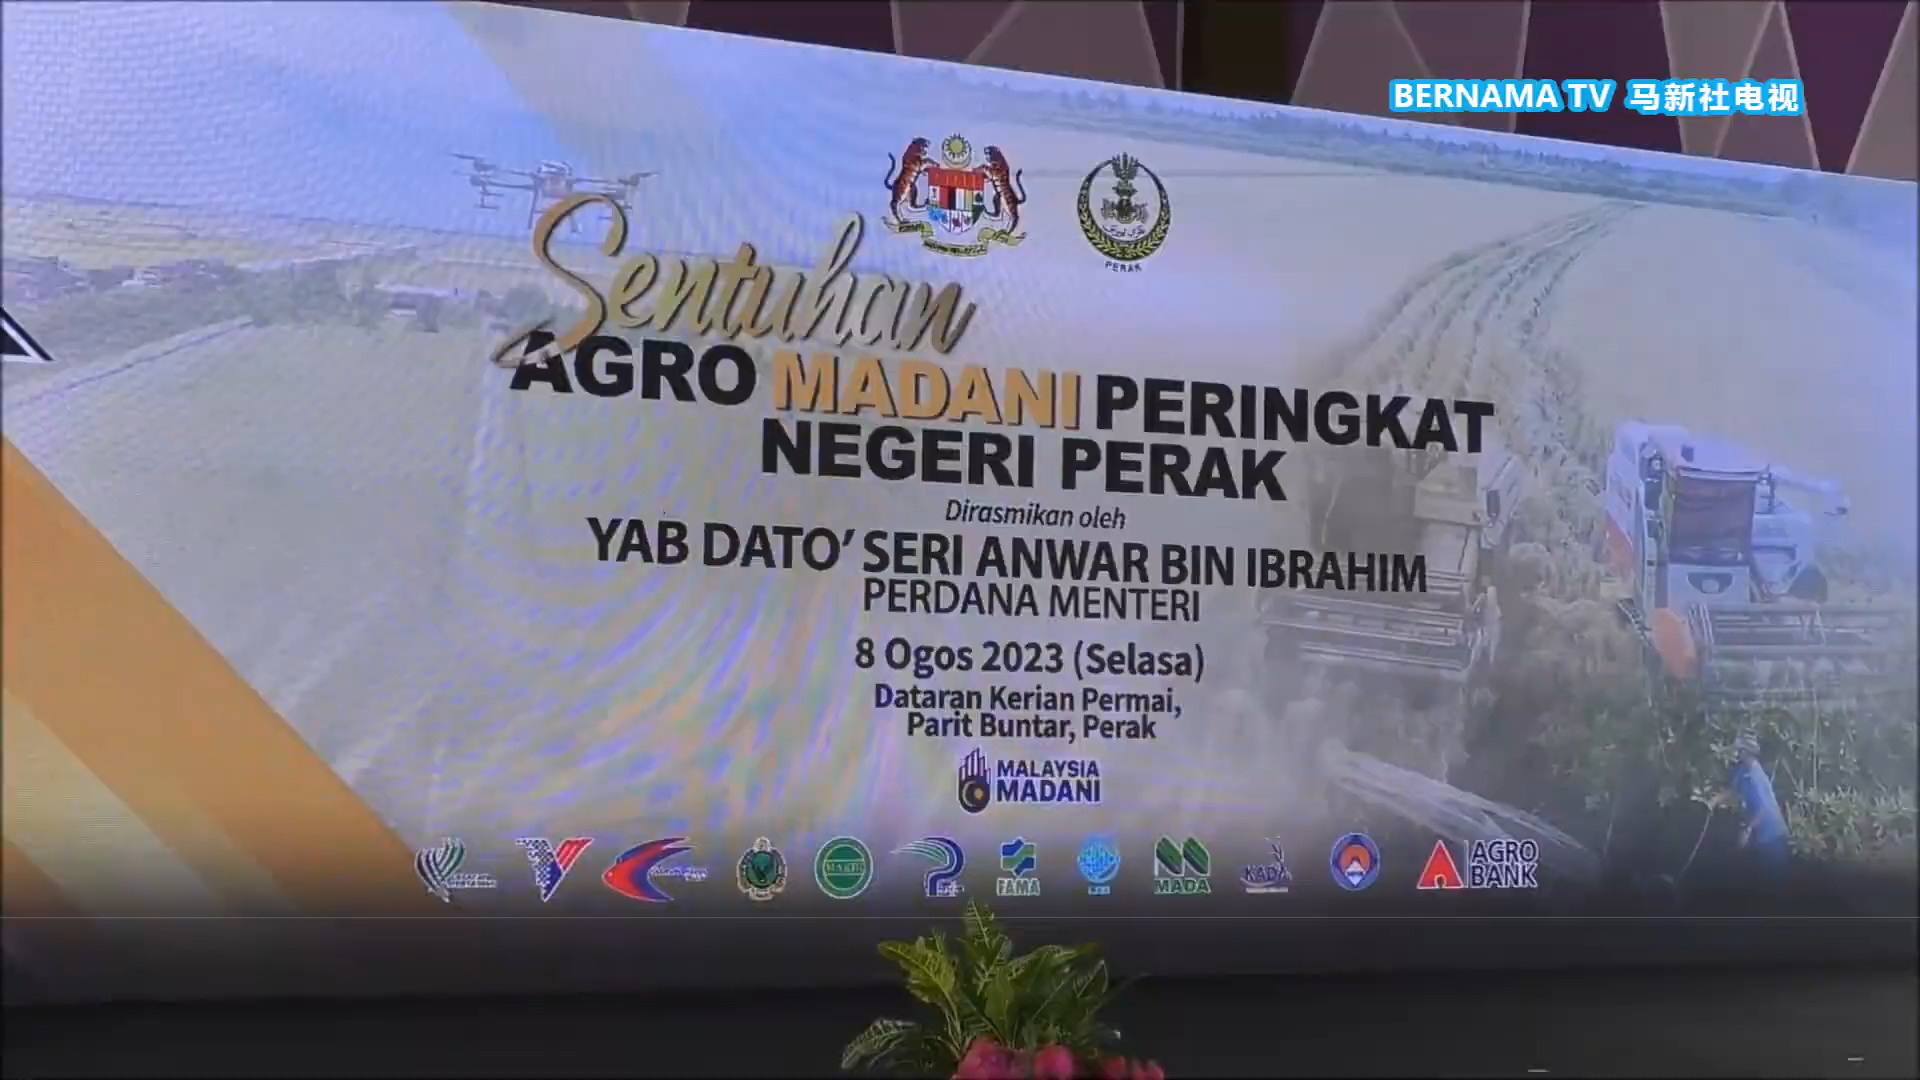 BERNAMA TV 马新社电视
PERAK
Sentuhan
AGRO MADANI PERINGKAT
NEGERI PERAK
Dirasmikan oleh
YAB DATO' SERI ANWAR BIN IBRAHIM
PERDANA MENTERI
8 Ogos 2023 (Selasa)
Dataran Kerian Permai,
Parit Buntar, Perak
MALAYSIA
MADANI
MARDI
FAMA
MADA
KADA
AGRO
BANK